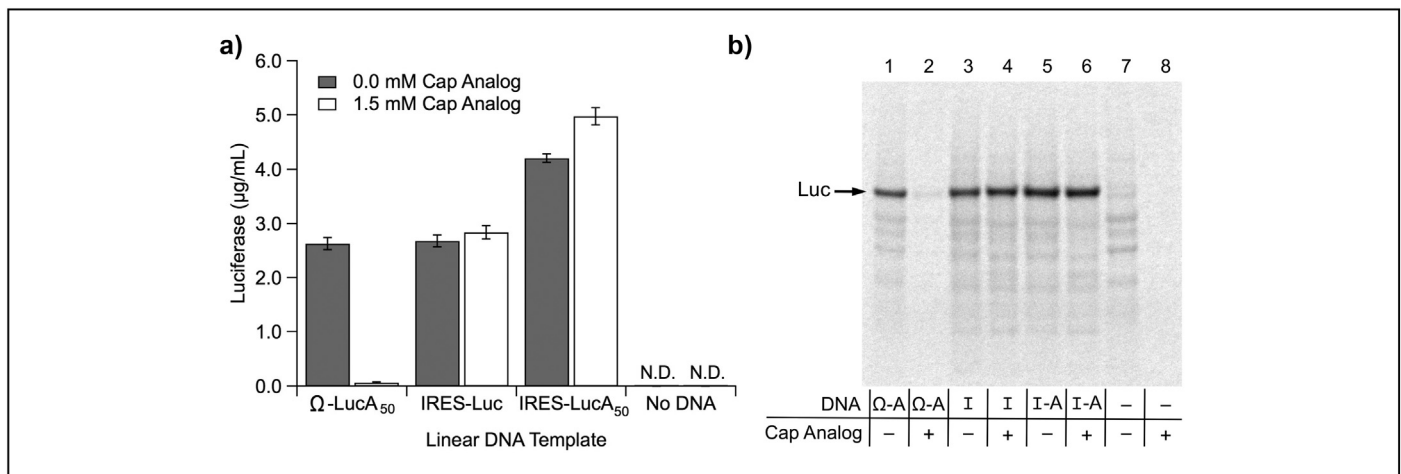 a)
6.0
5.0
4.0
3.0
2.0
1.0
0.0
Luciferase (µg/mL)
0.0 mM Cap Analog
1.5 mM Cap Analog
N.D. N.D.
Ω-LucA50 IRES-Luc IRES-LucA50 No DNA
Linear DNA Template
b)
1 2 3 4 5 6 7 8
Luc
DNA Ω-A Ω-A I I I-A I-A – –
Cap Analog – + – + – + – +